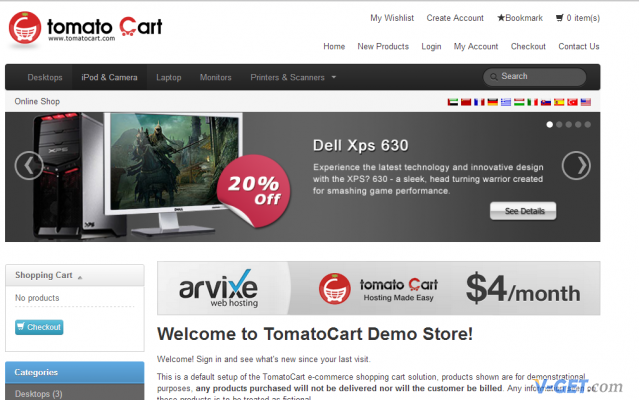 tomato Cart
www.tomatocart.com
My Wishlist Create Account Bookmark 0 item(s)
Home New Products Login My Account Checkout Contact Us
Desktops iPod & Camera Laptop Monitors Printers & Scanners Search
Online Shop
XPS
DELL
20% Off
Dell Xps 630
Experience the latest technology and innovative design
with the XPS? 630 - a sleek, head turning warrior created
for smashing game performance.
See Details
Shopping Cart
No products
Checkout
arvixe
web hosting
tomato Cart
Hosting Made Easy
$4/month
Welcome to TomatoCart Demo Store!
Welcome! Sign in and see what's new since your last visit.
This is a default setup of the TomatoCart e-commerce shopping cart solution, products shown are for demonstrational
purposes, any products purchased will not be delivered nor will the customer be billed. Any information seen on
these products is to be treated as fictional.
Categories
Desktops (3)
V-GET.com